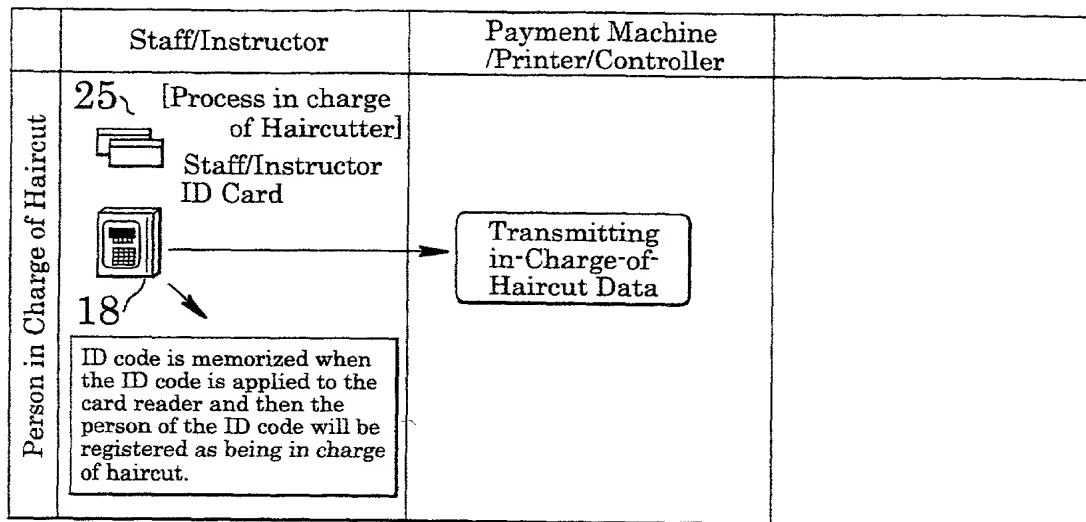 Staff/Instructor
Payment Machine
/Printer/Controller
Person in Charge of Haircut
25
[Process in charge
of Haircutter]
Staff/Instructor
ID Card
18
ID code is memorized when
the ID code is applied to the
card reader and then the
person of the ID code will be
registered as being in charge
of haircut.
Transmitting
in-Charge-of-
Haircut Data